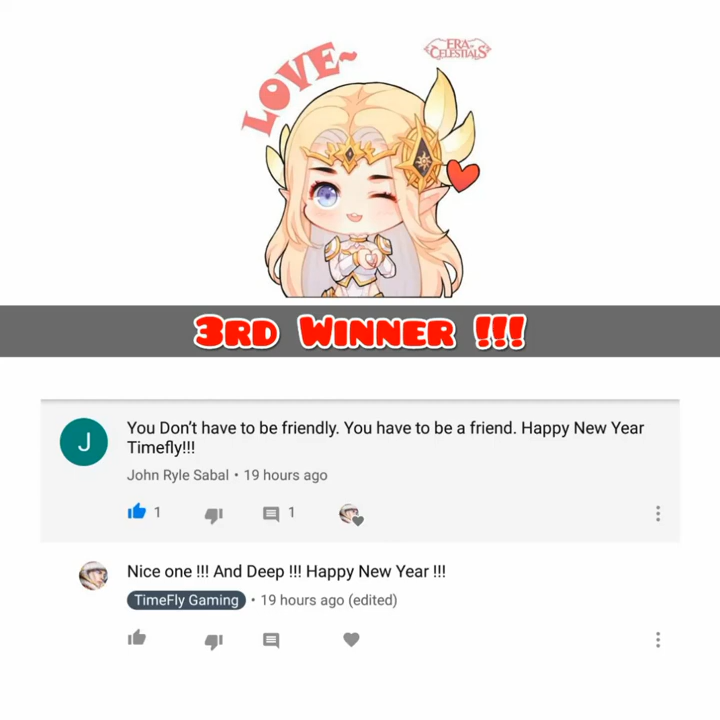 LOVE~
ERA OF
CELESTIALS
3RD WINNER !!!
J
You Don't have to be friendly. You have to be a friend. Happy New Year
Timefly!!!
John Ryle Sabal • 19 hours ago
1
1
Nice one !!! And Deep !!! Happy New Year !!!
TimeFly Gaming • 19 hours ago (edited)